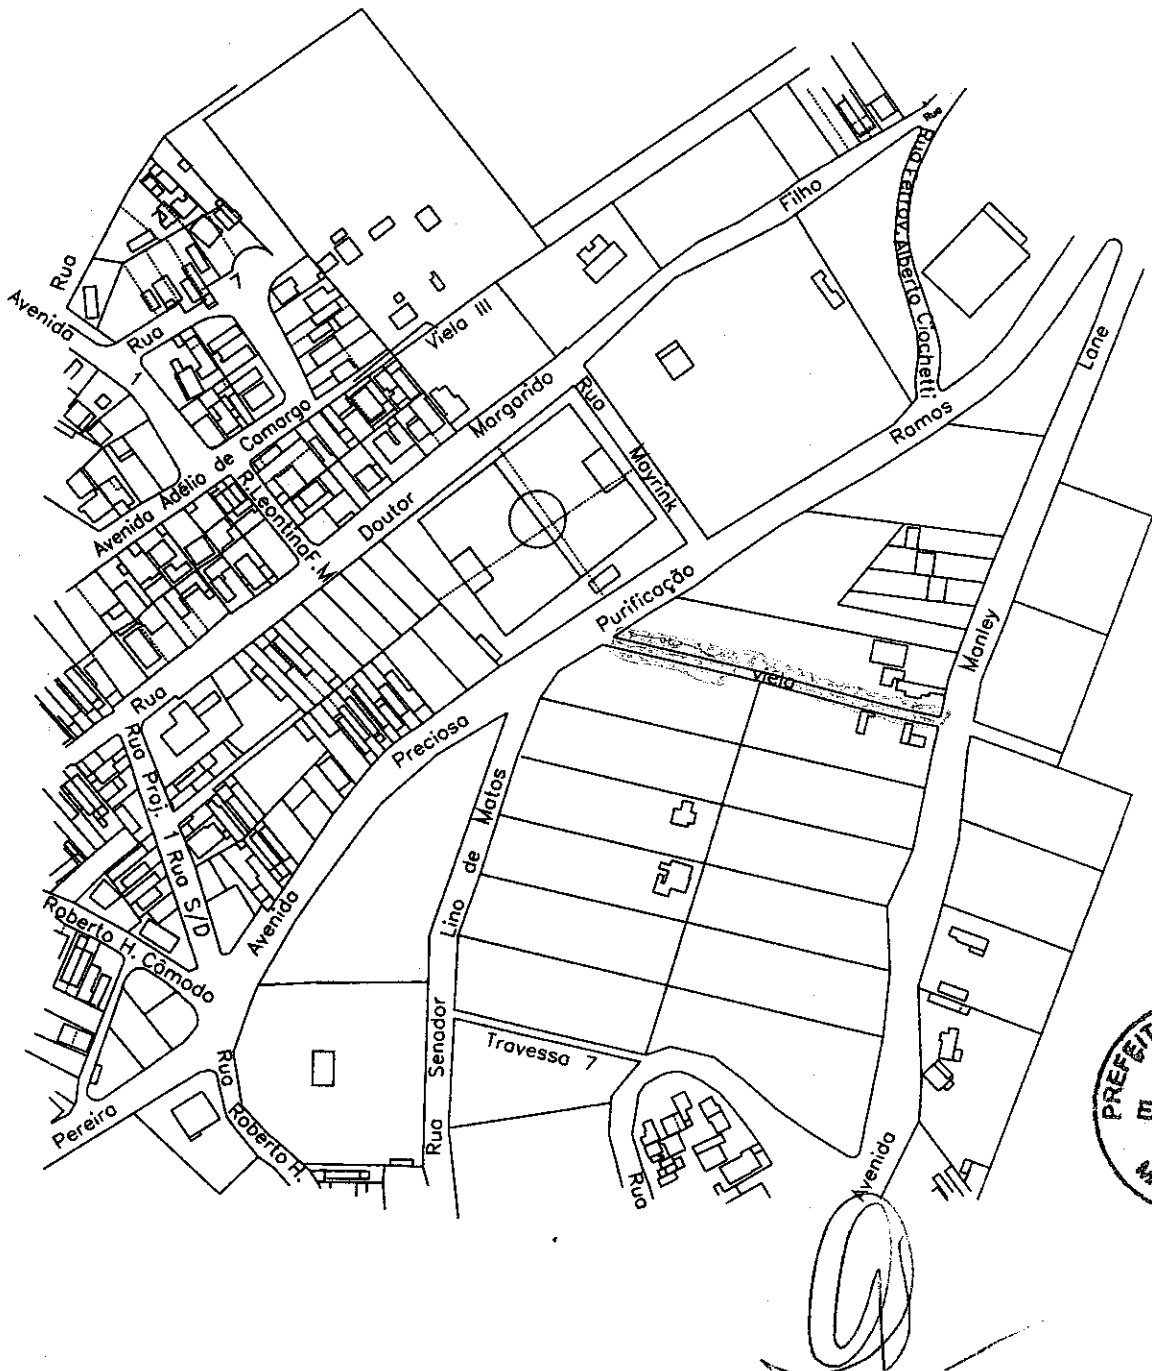 Rua
Rua Ferrov. Alberto Ciochetti
Filho
Rua
Avenida
Rua
7
1
Viela III
Lane
Margarido
Rua
Mayrink
Ramos
Avenida Adélio de Camargo
R. Leontina F. M
Doutor
Purificação
Manley
viela
Rua
Preciosa
Rua Proj. 1
Rua S/D
Matos
de
Lino
Avenida
Roberto H. Cômodo
Senador
Rua
Travessa 7
Rua
Roberto H.
Pereira
Rua
Avenida